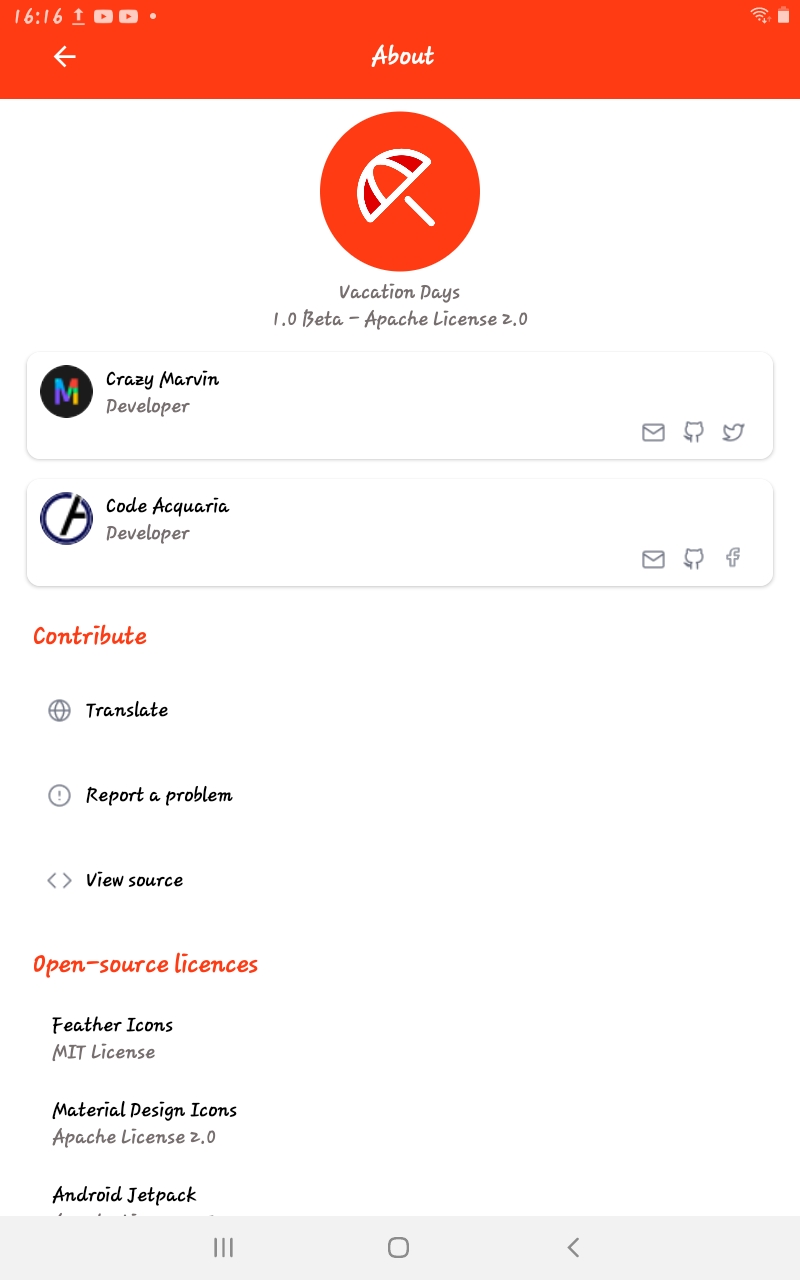 16:16
About
Vacation Days
1.0 Beta - Apache License 2.0
Crazy Marvin
Developer
Code Acquaria
Developer
Contribute
Translate
Report a problem
View source
Open-source licences
Feather Icons
MIT License
Material Design Icons
Apache License 2.0
Android Jetpack